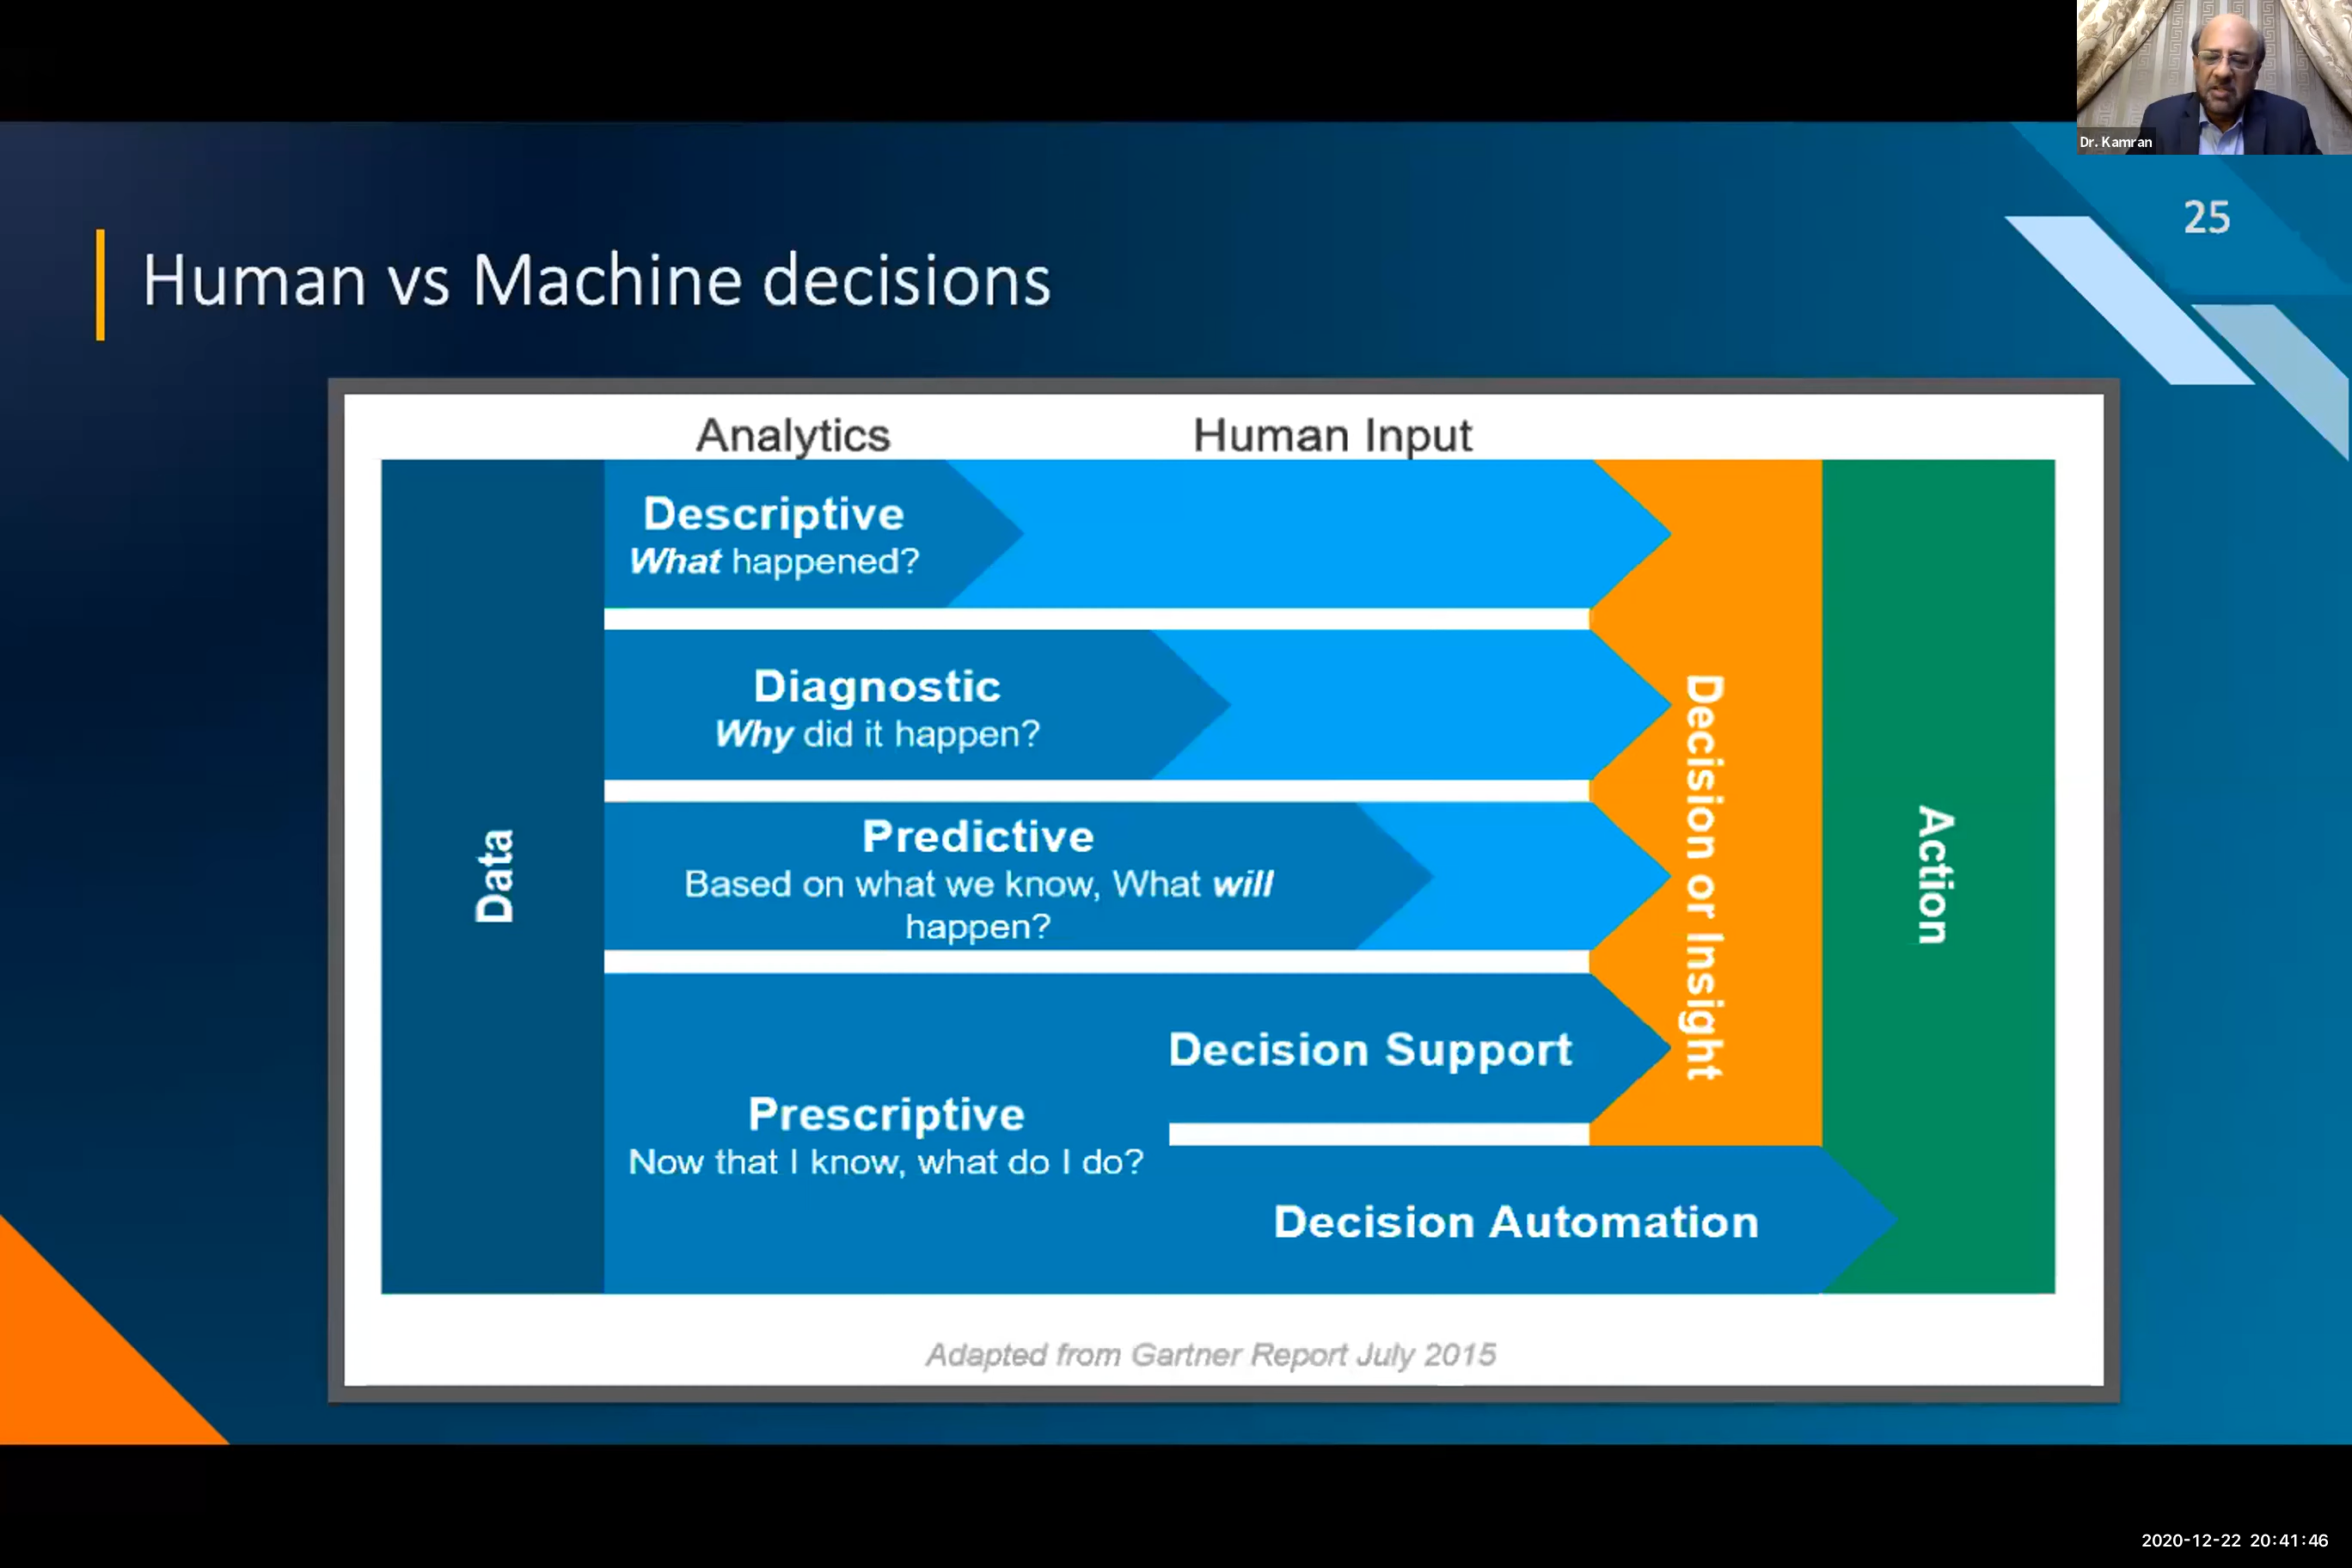 Dr. Kamran
25
Human vs Machine decisions
Analytics
Human Input
Data
Descriptive
What happened?
Diagnostic
Why did it happen?
Predictive
Based on what we know, What will
happen?
Prescriptive
Now that I know, what do I do?
Decision Support
Decision Automation
Decision or Insight
Action
Adapted from Gartner Report July 2015
2020-12-22 20:41:46